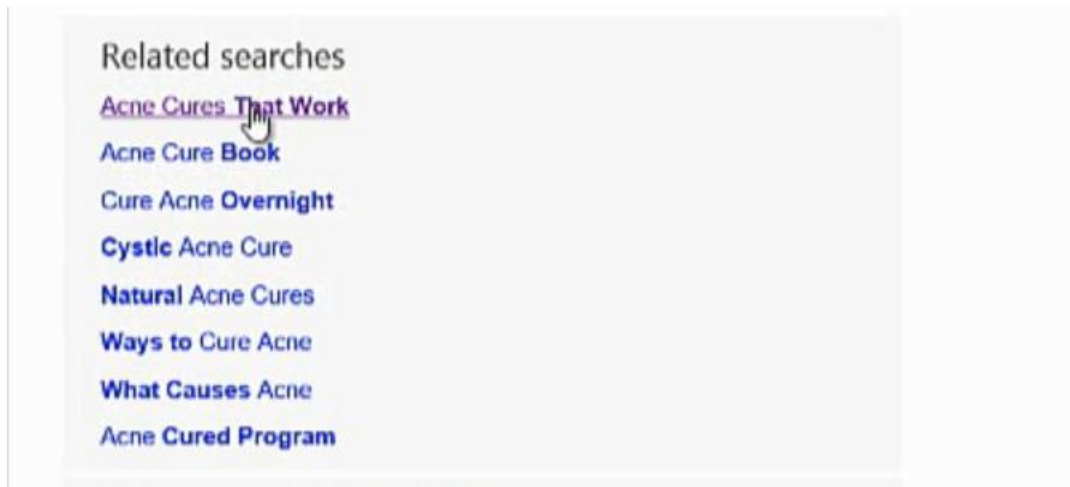 Related searches
Acne Cures That Work
Acne Cure Book
Cure Acne Overnight
Cystic Acne Cure
Natural Acne Cures
Ways to Cure Acne
What Causes Acne
Acne Cured Program